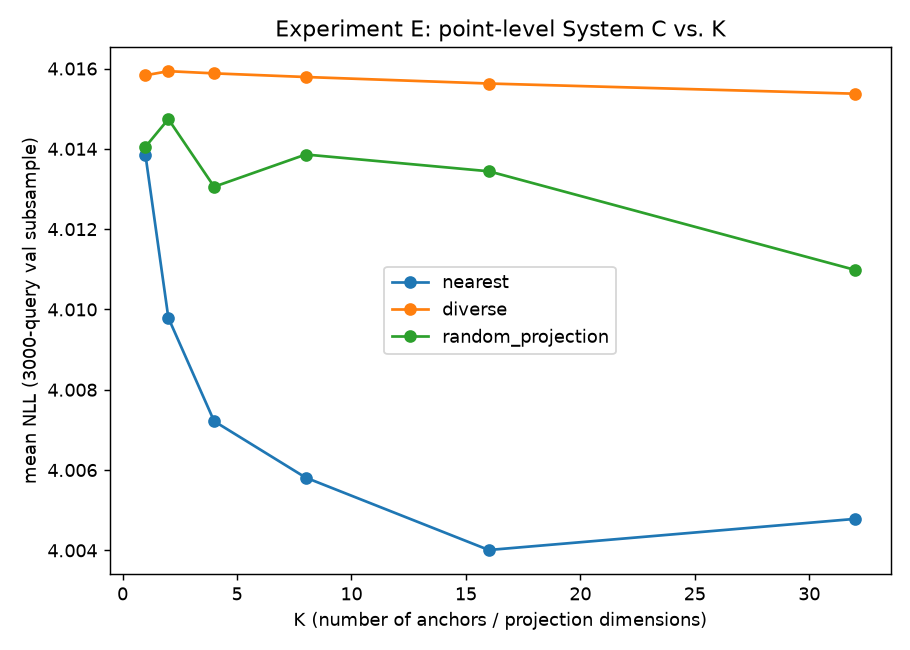 Experiment E: point-level System C vs. K
4.016
4.014
4.012
4.010
4.008
4.006
4.004
mean NLL (3000-query val subsample)
nearest
diverse
random_projection
0 5 10 15 20 25 30
K (number of anchors / projection dimensions)